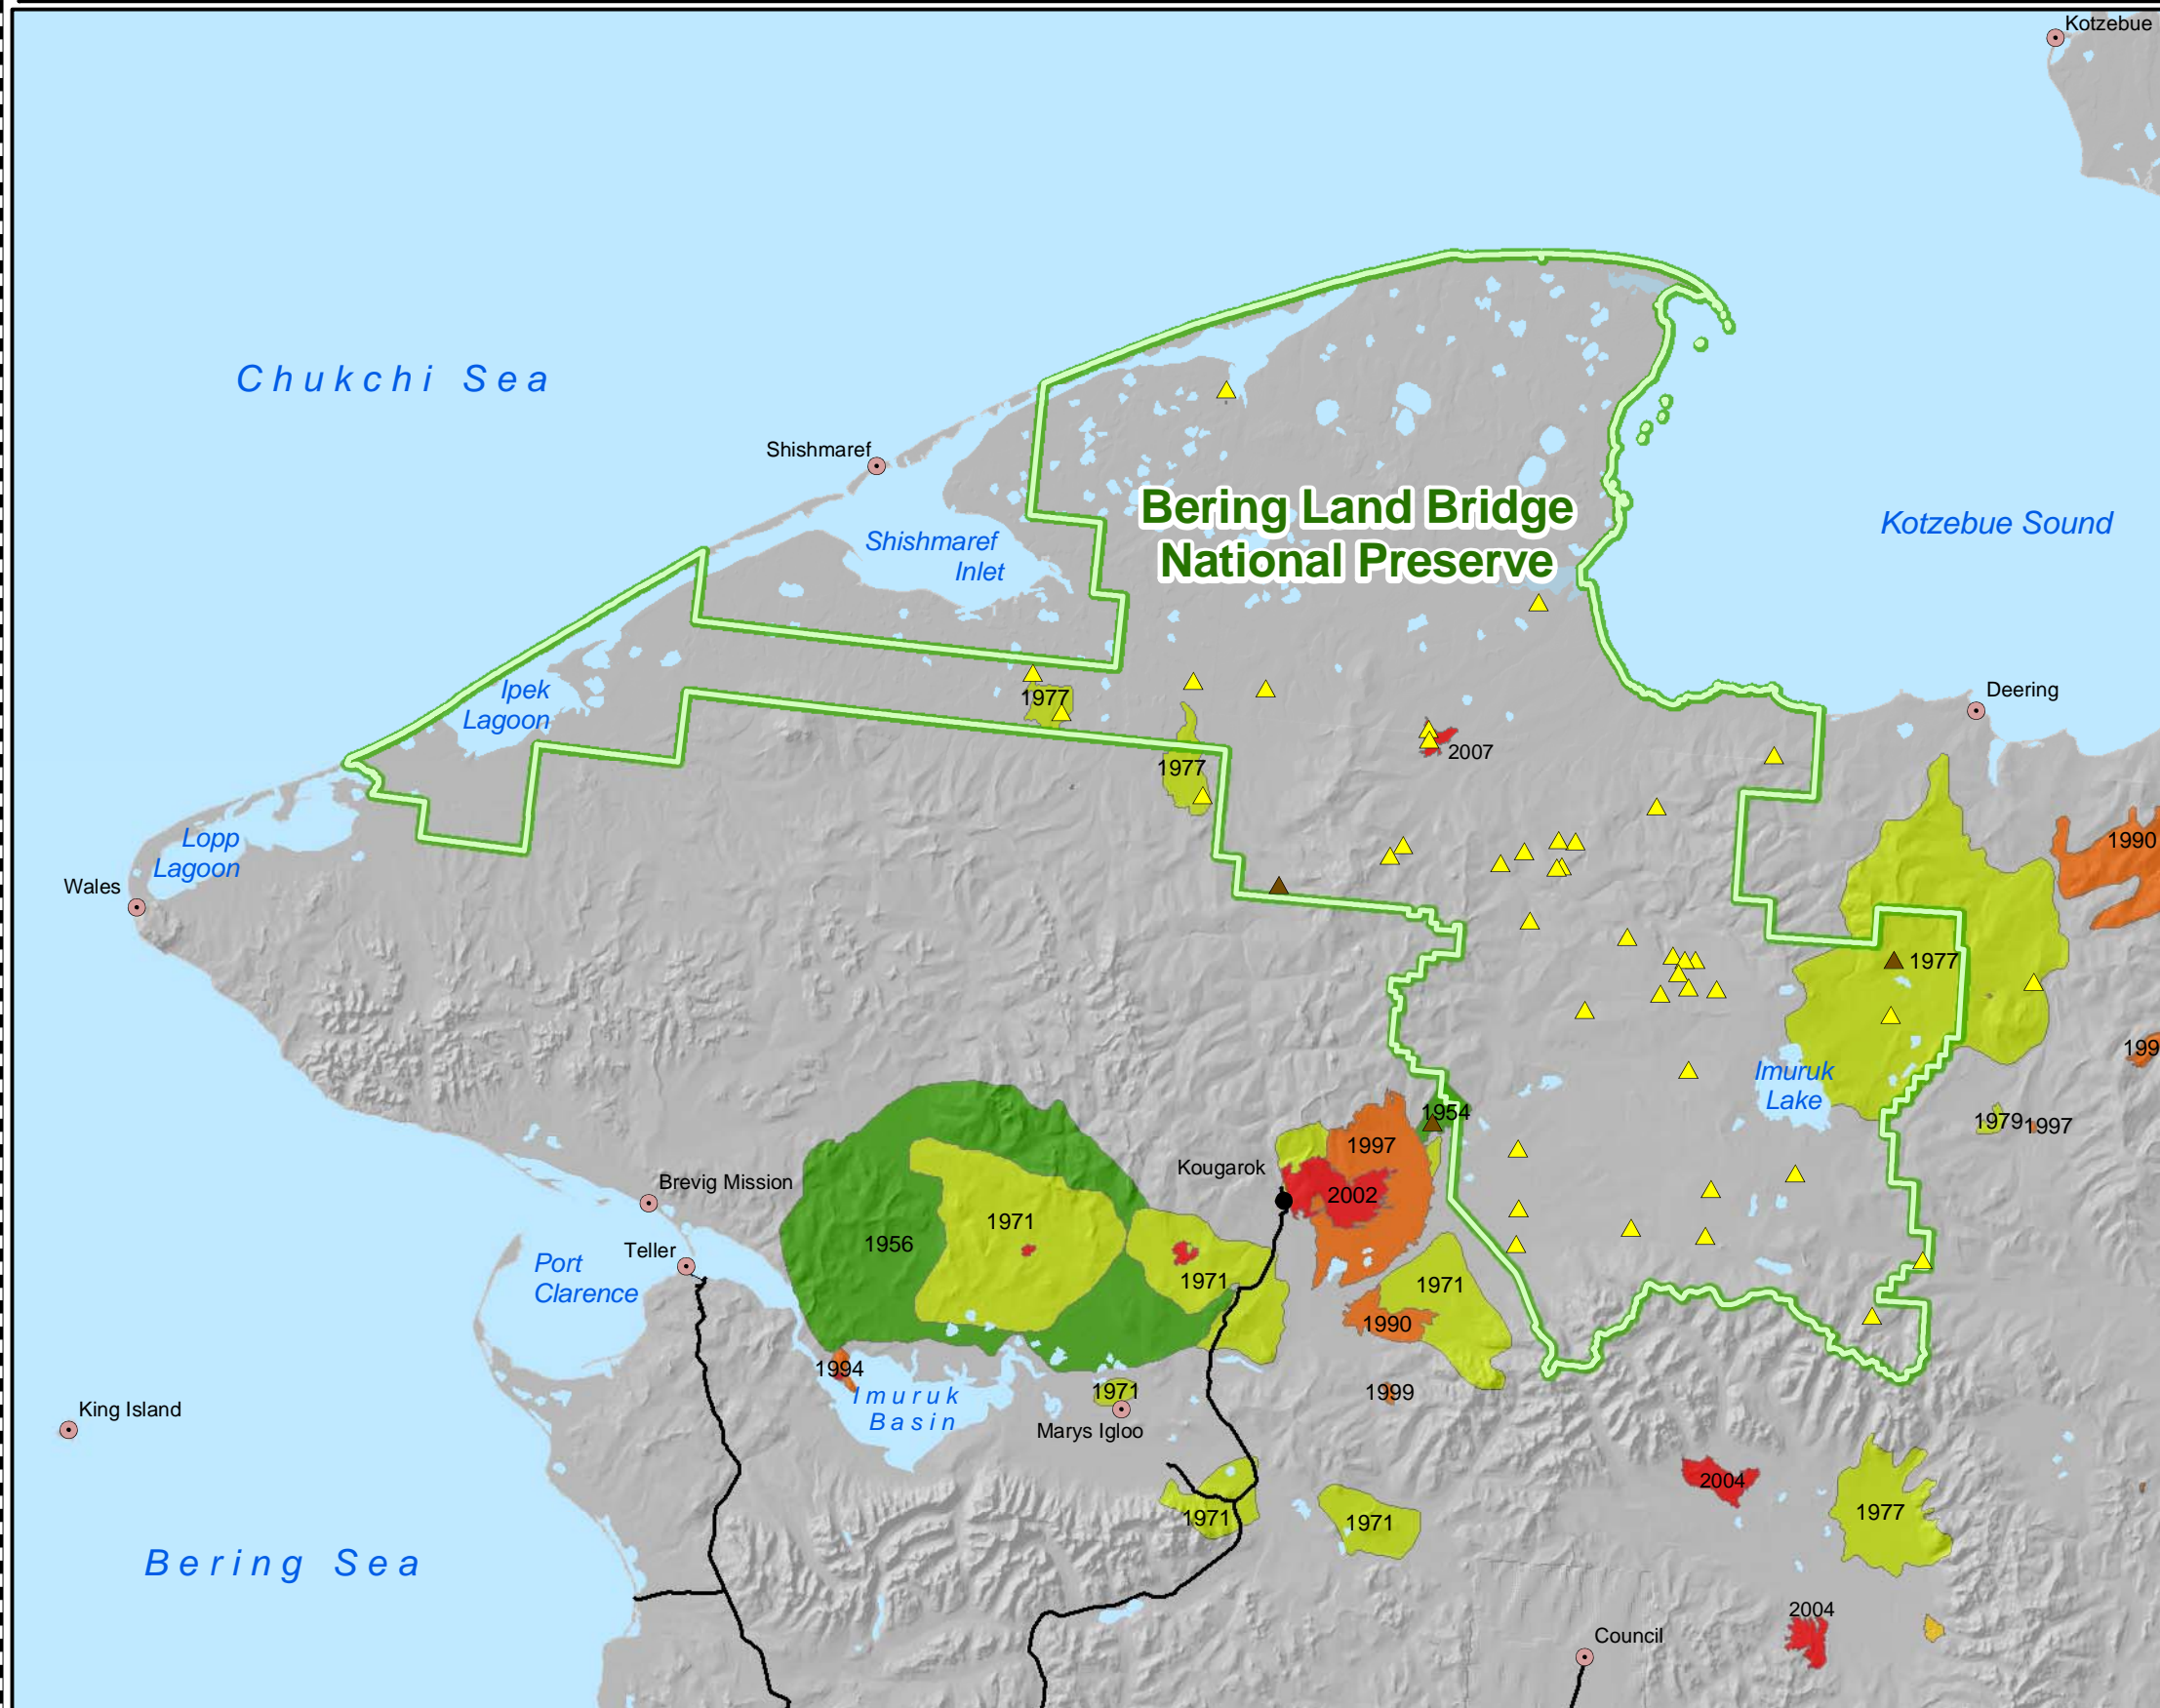 Kotzebue
Chukchi Sea
Shishmaref
Bering Land Bridge
National Preserve
Kotzebue Sound
Shishmaref
Inlet
Ipek
Lagoon
1977
Deering
2007
1977
Lopp
Lagoon
1990
Wales
1977
199
Imuruk
Lake
1954
1979
1997
1997
Kougarok
Brevig Mission
2002
1971
1956
Teller
Port
Clarence
1971
1971
1990
1994
1971
1999
Imuruk
Basin
King Island
Marys Igloo
2004
1977
1971
1971
Bering Sea
2004
Council